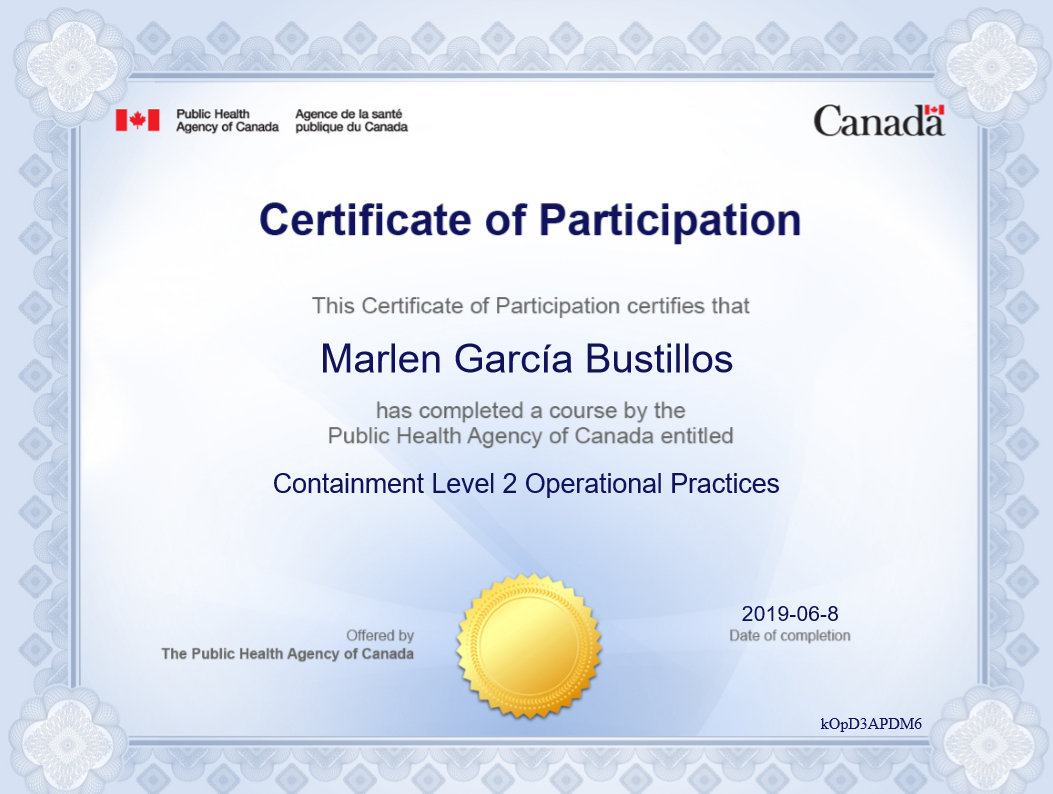 Public Health
Agency of Canada
Agence de la santé
publique du Canada
Canada
Certificate of Participation
This Certificate of Participation certifies that
Marlen García Bustillos
has completed a course by the
Public Health Agency of Canada entitled
Containment Level 2 Operational Practices
Offered by
The Public Health Agency of Canada
2019-06-8
Date of completion
kOpD3APDM6